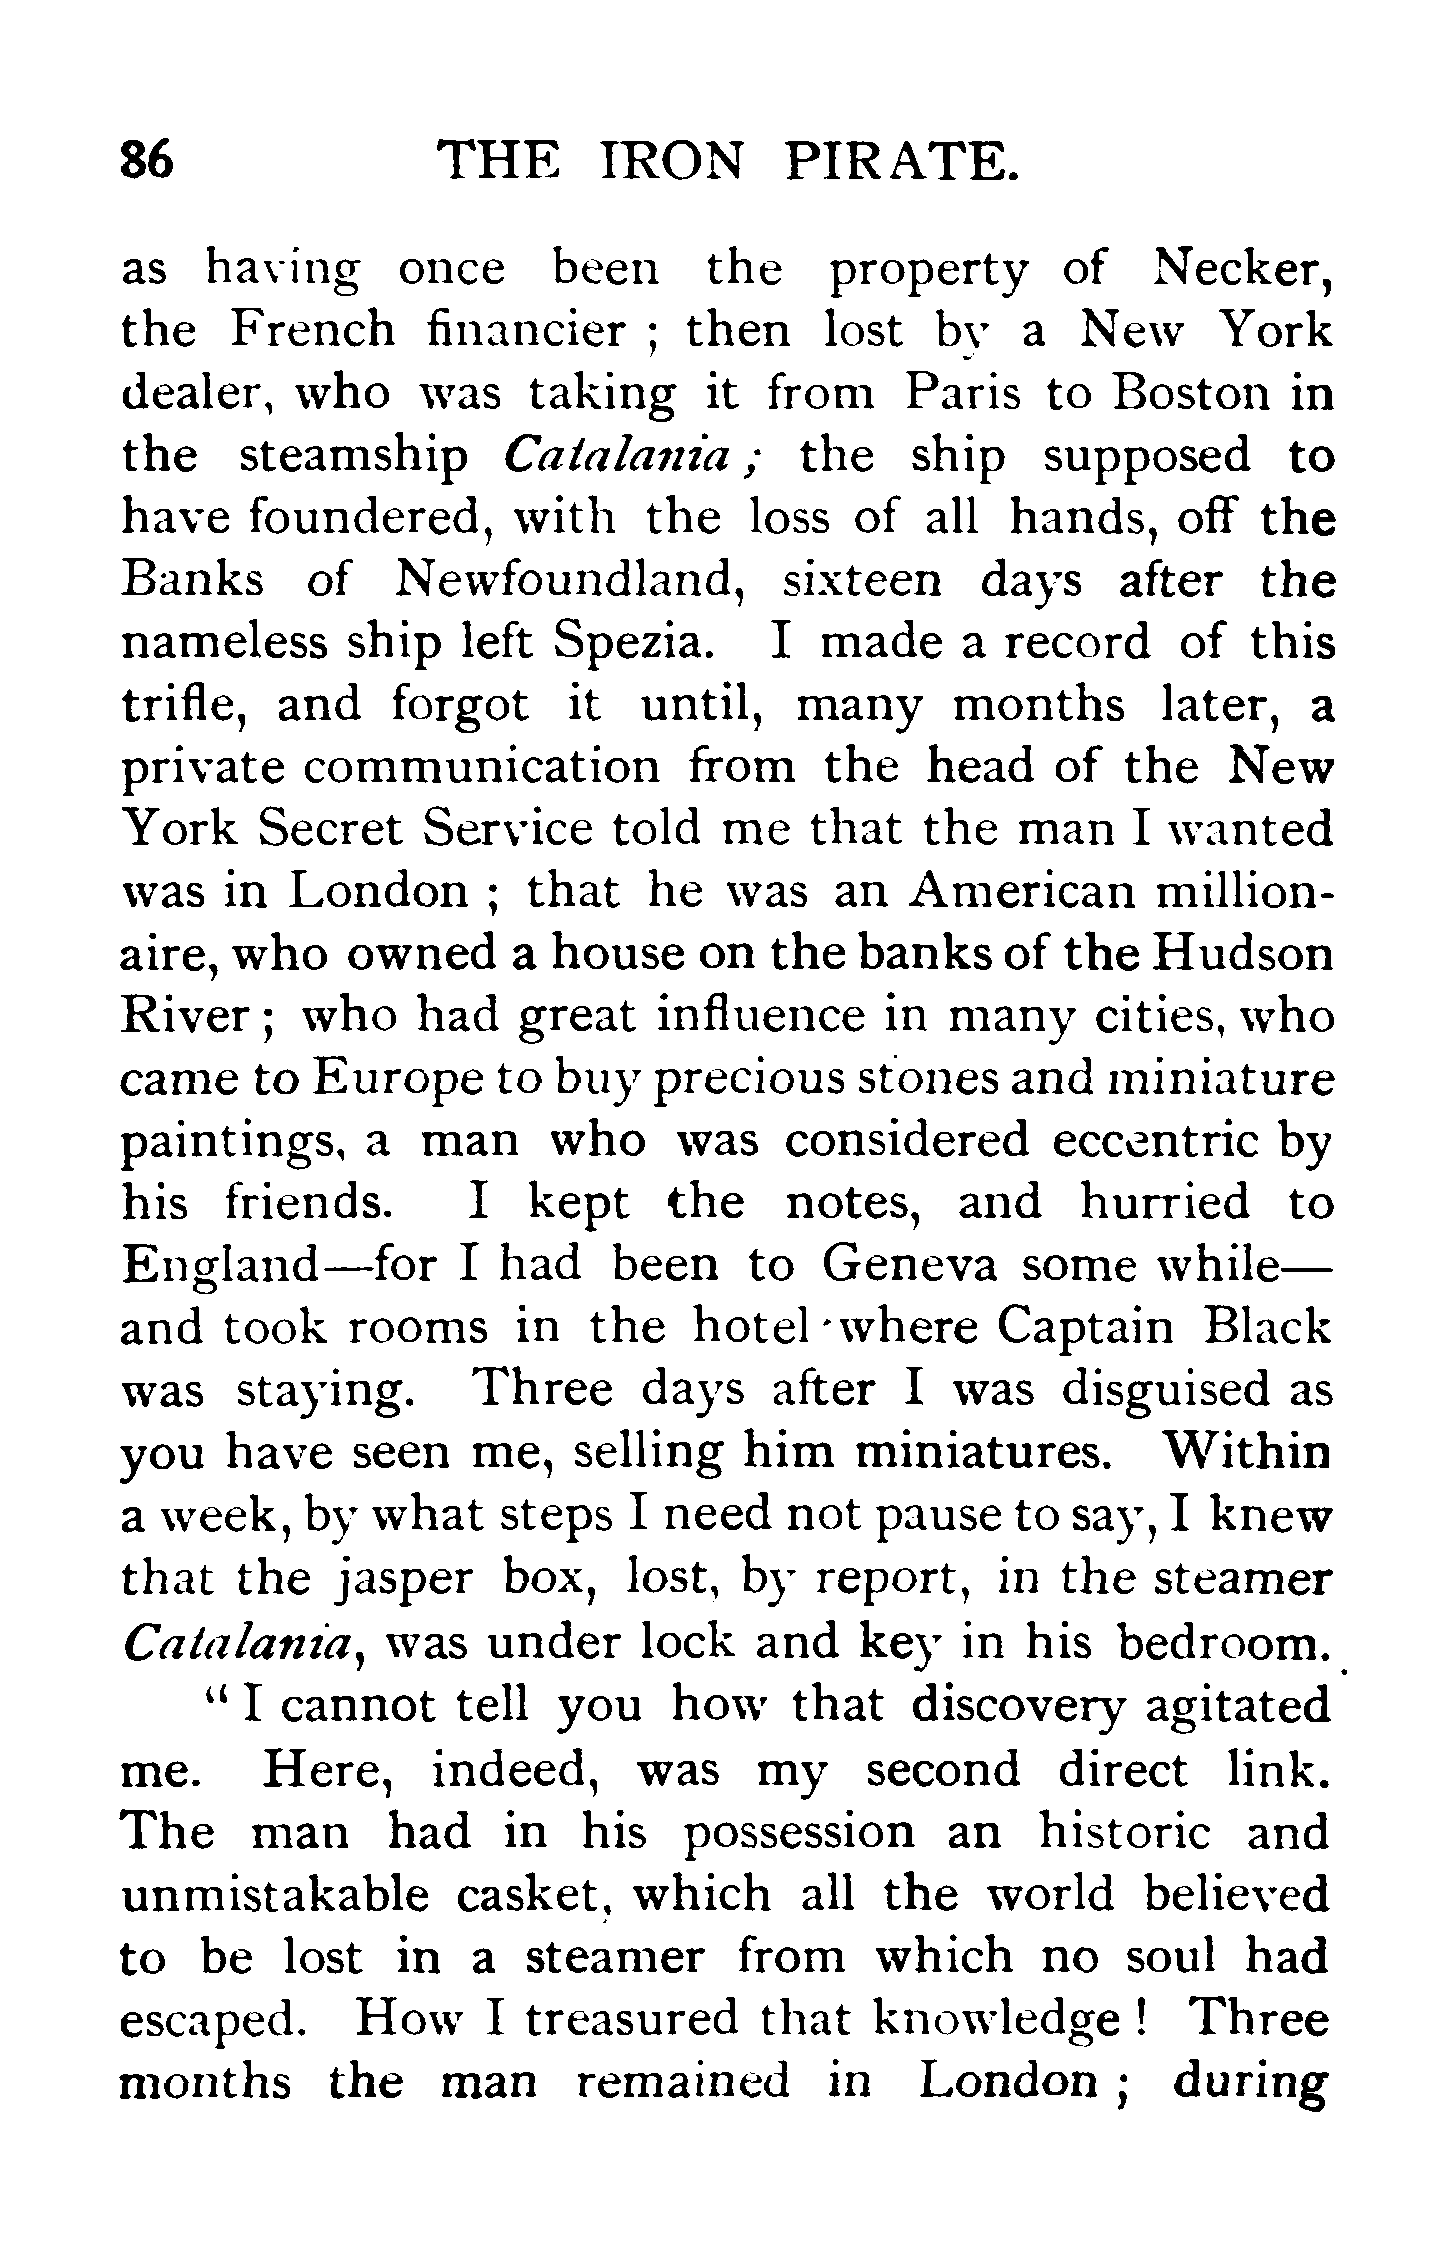 86 THE IRON PIRATE.
as having once been the property of Necker,
the French financier ; then lost by a New York
dealer, who was taking it from Paris to Boston in
the steamship Catalania ; the ship supposed to
have foundered, with the loss of all hands, off the
Banks of Newfoundland, sixteen days after the
nameless ship left Spezia. I made a record of this
trifle, and forgot it until, many months later, a
private communication from the head of the New
York Secret Service told me that the man I wanted
was in London ; that he was an American million-
aire, who owned a house on the banks of the Hudson
River ; who had great influence in many cities, who
came to Europe to buy precious stones and miniature
paintings, a man who was considered eccentric by
his friends. I kept the notes, and hurried to
England—for I had been to Geneva some while—
and took rooms in the hotel where Captain Black
was staying. Three days after I was disguised as
you have seen me, selling him miniatures. Within
a week, by what steps I need not pause to say, I knew
that the jasper box, lost, by report, in the steamer
Catalania, was under lock and key in his bedroom.
“ I cannot tell you how that discovery agitated
me. Here, indeed, was my second direct link.
The man had in his possession an historic and
unmistakable casket, which all the world believed
to be lost in a steamer from which no soul had
escaped. How I treasured that knowledge ! Three
months the man remained in London ; during